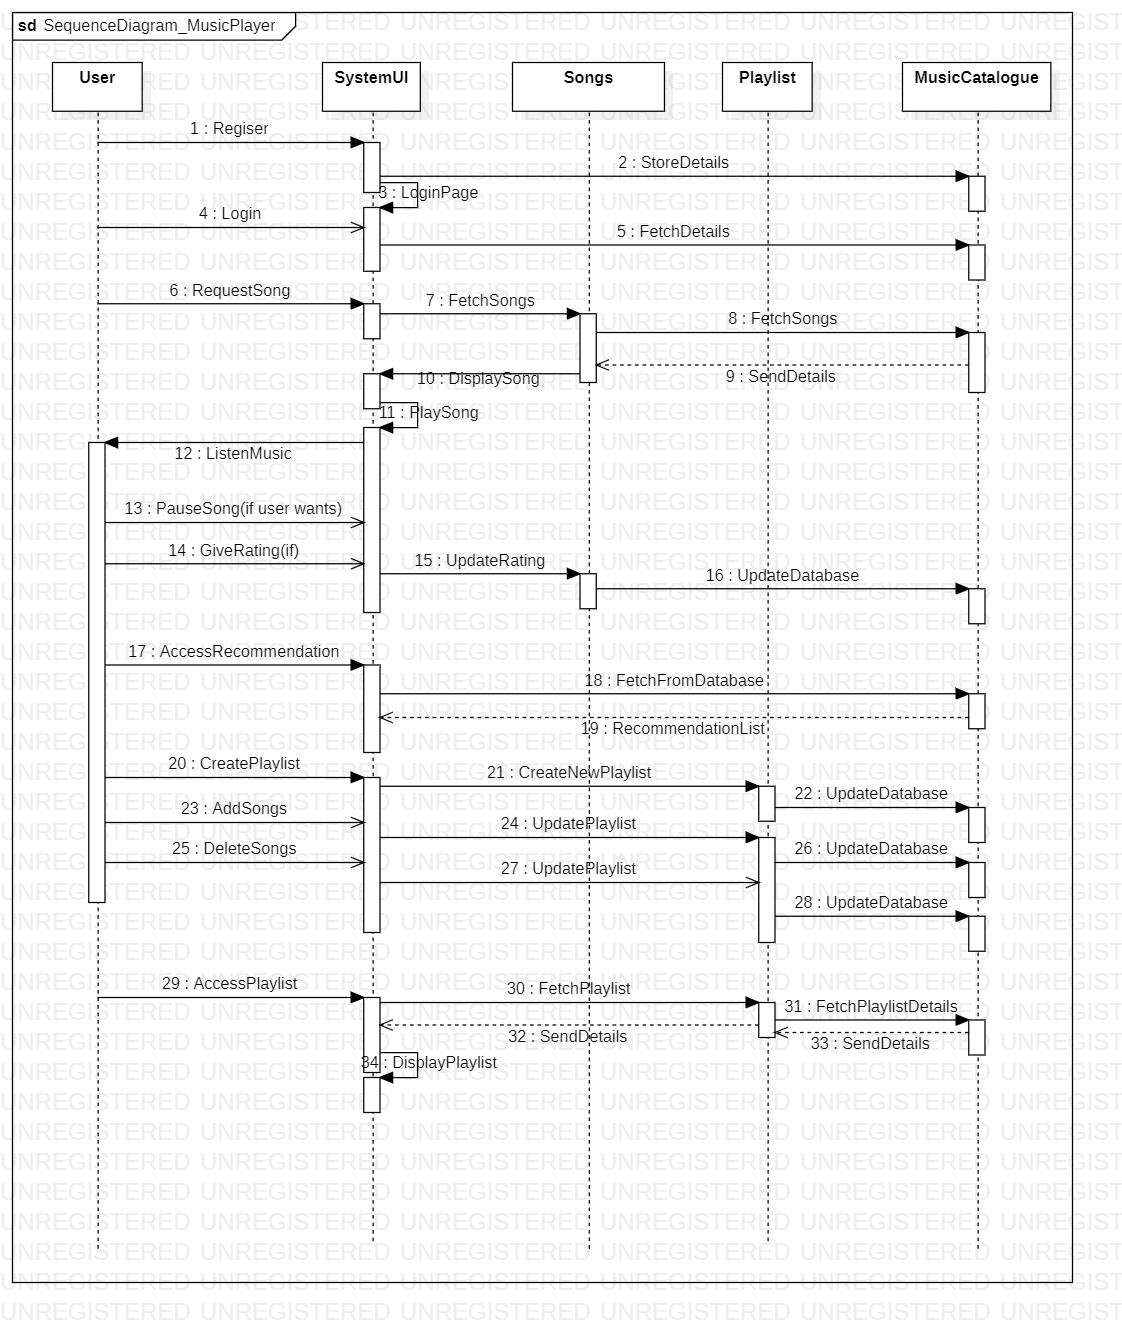 sd SequenceDiagram_MusicPlayer
User
SystemUI
Songs
Playlist
MusicCatalogue
1 : Regiser
2 : StoreDetails
3 : LoginPage
4 : Login
5 : FetchDetails
6 : RequestSong
7 : FetchSongs
8 : FetchSongs
9 : SendDetails
10 : DisplaySong
11 : PlaySong
12 : ListenMusic
13 : PauseSong(if user wants)
14 : GiveRating(if)
15 : UpdateRating
16 : UpdateDatabase
17 : AccessRecommendation
18 : FetchFromDatabase
19 : RecommendationList
20 : CreatePlaylist
21 : CreateNewPlaylist
22 : UpdateDatabase
23 : AddSongs
24 : UpdatePlaylist
25 : DeleteSongs
26 : UpdateDatabase
27 : UpdatePlaylist
28 : UpdateDatabase
29 : AccessPlaylist
30 : FetchPlaylist
31 : FetchPlaylistDetails
32 : SendDetails
33 : SendDetails
34 : DisplayPlaylist
UNREGISTERED UNREGISTERED UNREGISTERED UNREGISTERED UNREGISTERED UNREGIST